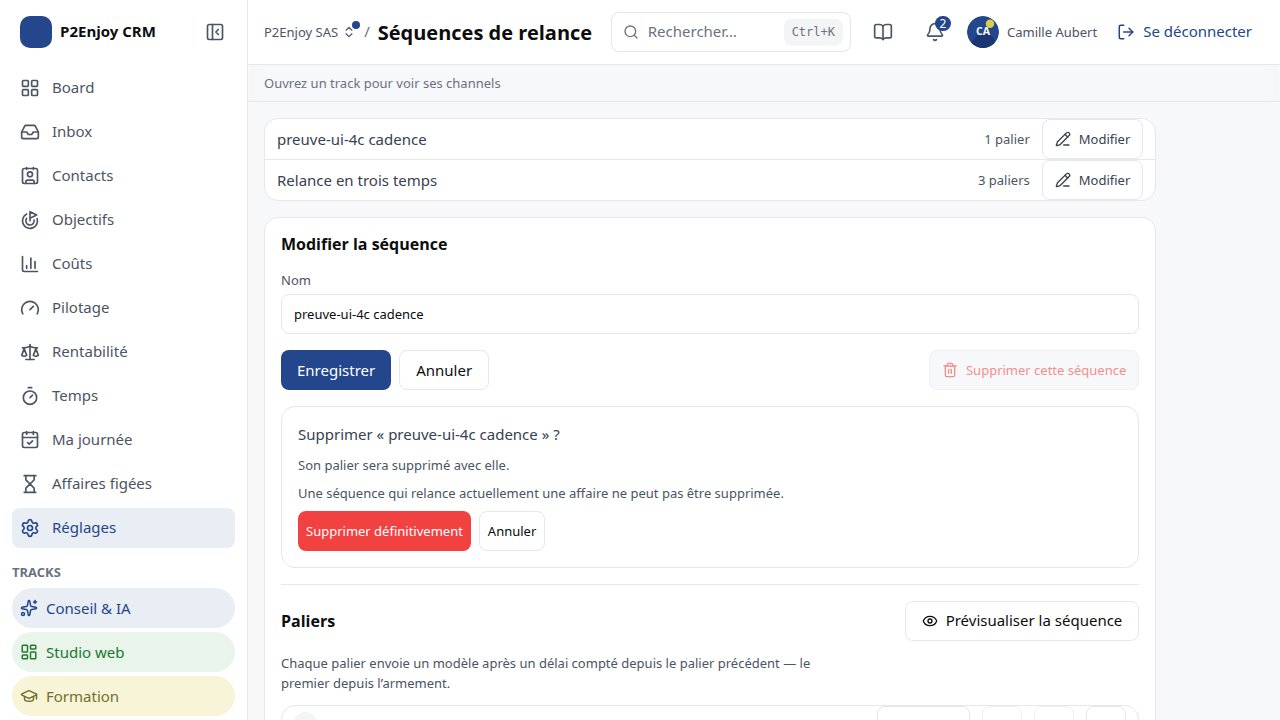 P2Enjoy CRM
P2Enjoy SAS / Séquences de relance
Rechercher... Ctrl+K
2
CA Camille Aubert
Se déconnecter
Board
Inbox
Contacts
Objectifs
Coûts
Pilotage
Rentabilité
Temps
Ma journée
Affaires figées
Réglages
TRACKS
Conseil & IA
Studio web
Formation
Ouvrez un track pour voir ses channels
preuve-ui-4c cadence 1 palier Modifier
Relance en trois temps 3 paliers Modifier
Modifier la séquence
Nom
preuve-ui-4c cadence
Enregistrer Annuler Supprimer cette séquence
Supprimer « preuve-ui-4c cadence » ?
Son palier sera supprimé avec elle.
Une séquence qui relance actuellement une affaire ne peut pas être supprimée.
Supprimer définitivement Annuler
Paliers Prévisualiser la séquence
Chaque palier envoie un modèle après un délai compté depuis le palier précédent — le
premier depuis l’armement.